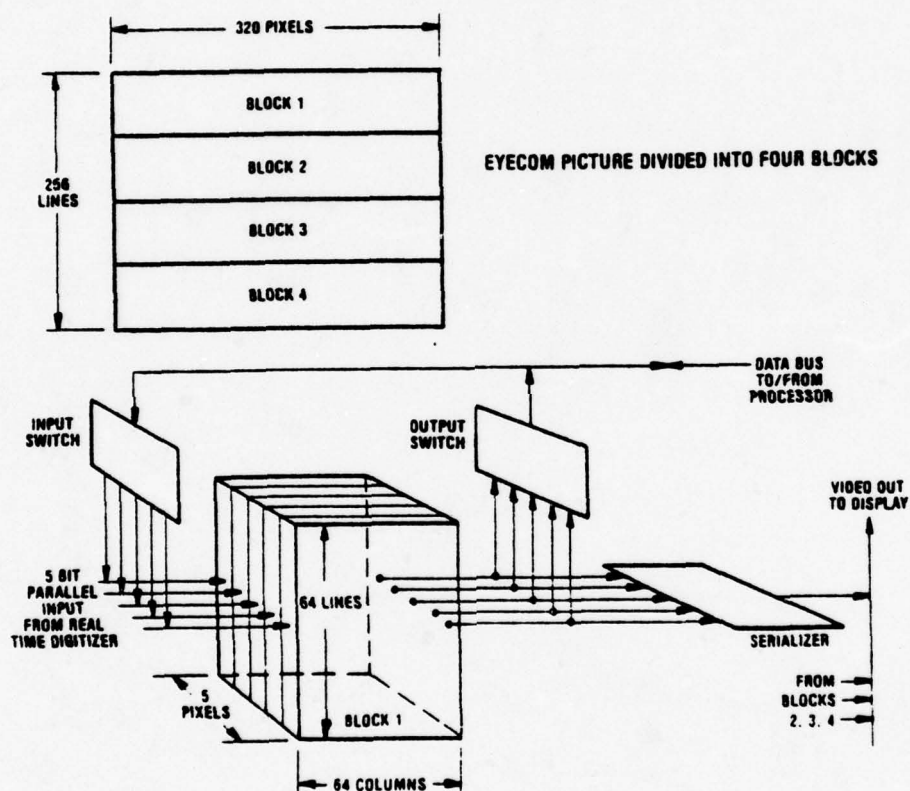 320 PIXELS
256
LINES
BLOCK 1
BLOCK 2
BLOCK 3
BLOCK 4
EYECOM PICTURE DIVIDED INTO FOUR BLOCKS
DATA BUS
TO/FROM
PROCESSOR
INPUT
SWITCH
OUTPUT
SWITCH
VIDEO OUT
TO DISPLAY
5 BIT
PARALLEL
INPUT
FROM REAL
TIME DIGITIZER
64 LINES
SERIALIZER
5
PIXELS
BLOCK 1
FROM
BLOCKS
2. 3. 4
64 COLUMNS